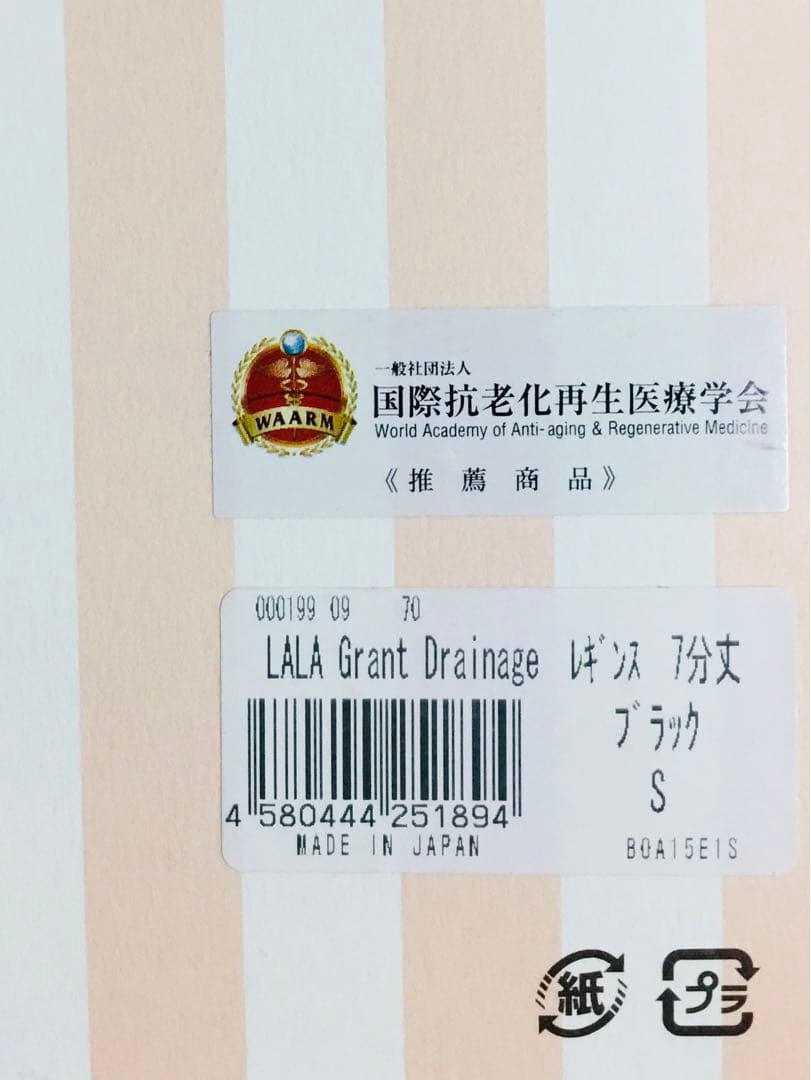 WAARM
一般社団法人
国際抗老化再生医療学会
World Academy of Anti-aging & Regenerative Medicine
《推薦商品》
000199 09 70
LALA Grant Drainage ﾚｷﾞﾝｽ 7分丈
ブラック
S
4 580444 251894
MADE IN JAPAN
B0A15E1S
紙
プラ